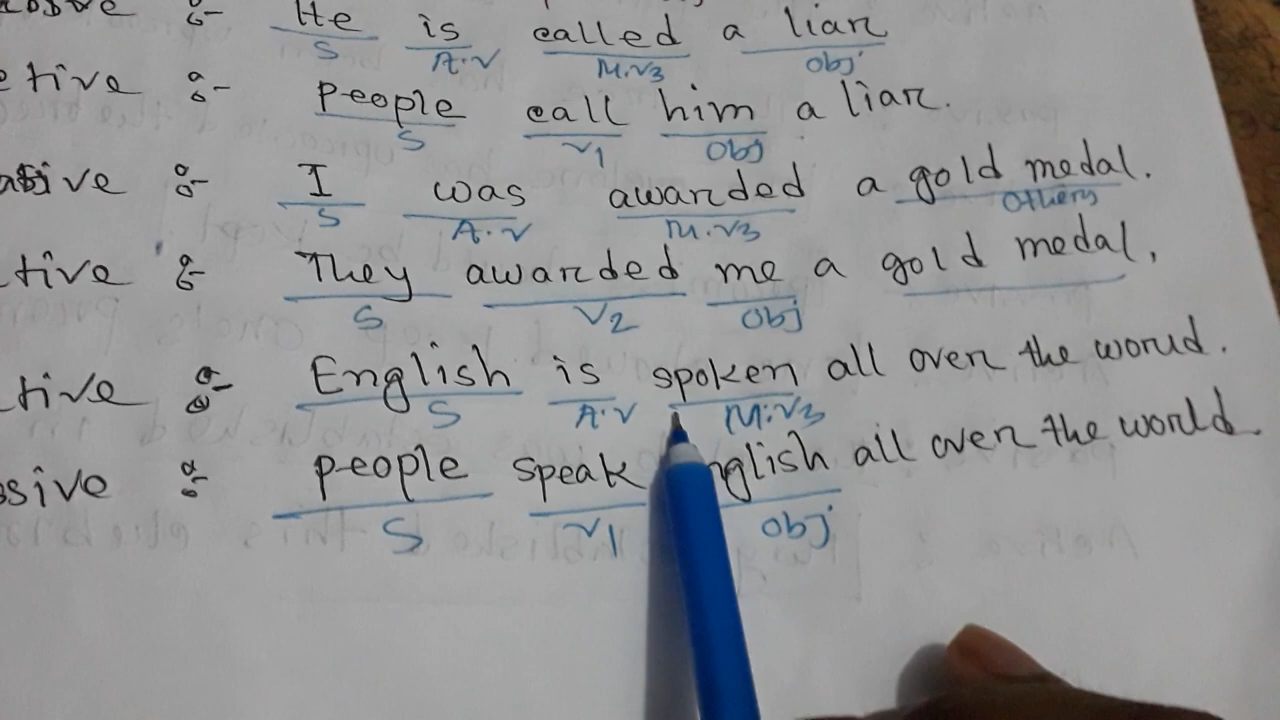 He is called a liar
S A.V M.V3 Obj
People call him a liar.
S V1 Obj
I was awarded a gold medal.
S A.V M.V3 Others
They awarded me a gold medal,
S V2 Obj
tive :- English is spoken all over the world.
S A.V M.V3
ssive :- people speak nglish all over the world.
S V1 Obj